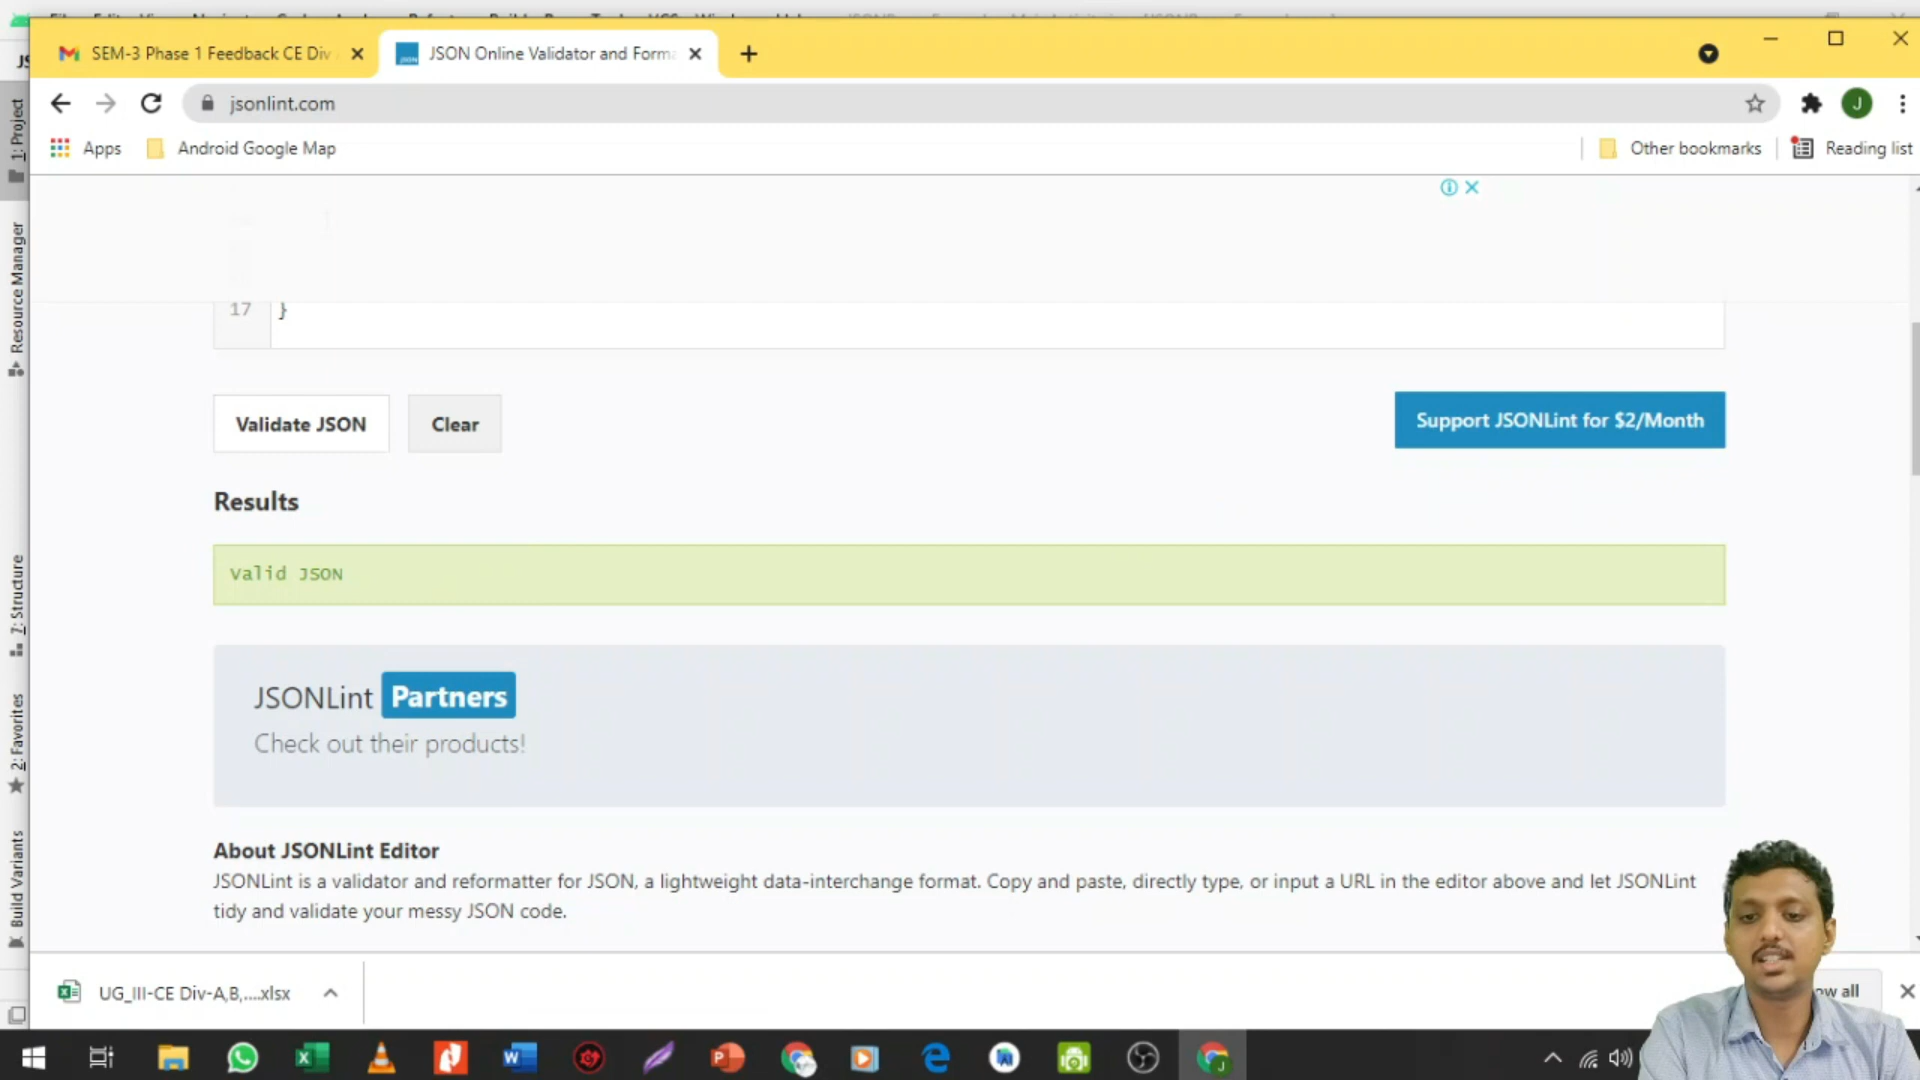 SEM-3 Phase 1 Feedback CE Div
JSON Online Validator and Form
jsonlint.com
J
Apps
Android Google Map
Other bookmarks
Reading list
1: Project
Resource Manager
7: Structure
2: Favorites
Build Variants
17 }
Validate JSON
Clear
Support JSONLint for $2/Month
Results
Valid JSON
JSONLint Partners
Check out their products!
About JSONLint Editor
JSONLint is a validator and reformatter for JSON, a lightweight data-interchange format. Copy and paste, directly type, or input a URL in the editor above and let JSONLint
tidy and validate your messy JSON code.
UG_III-CE Div-A,B,....xlsx
ow all